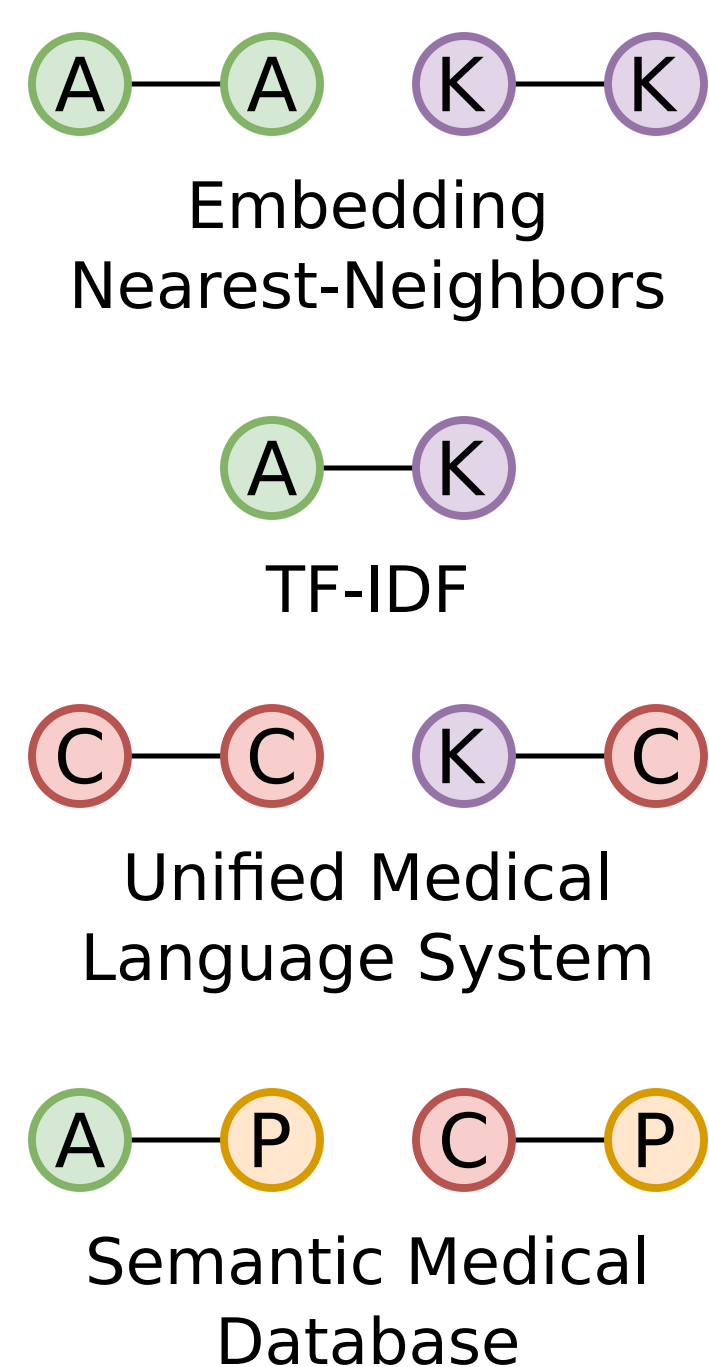 A A K K
Embedding
Nearest-Neighbors
A K
TF-IDF
C C K C
Unified Medical
Language System
A P C P
Semantic Medical
Database